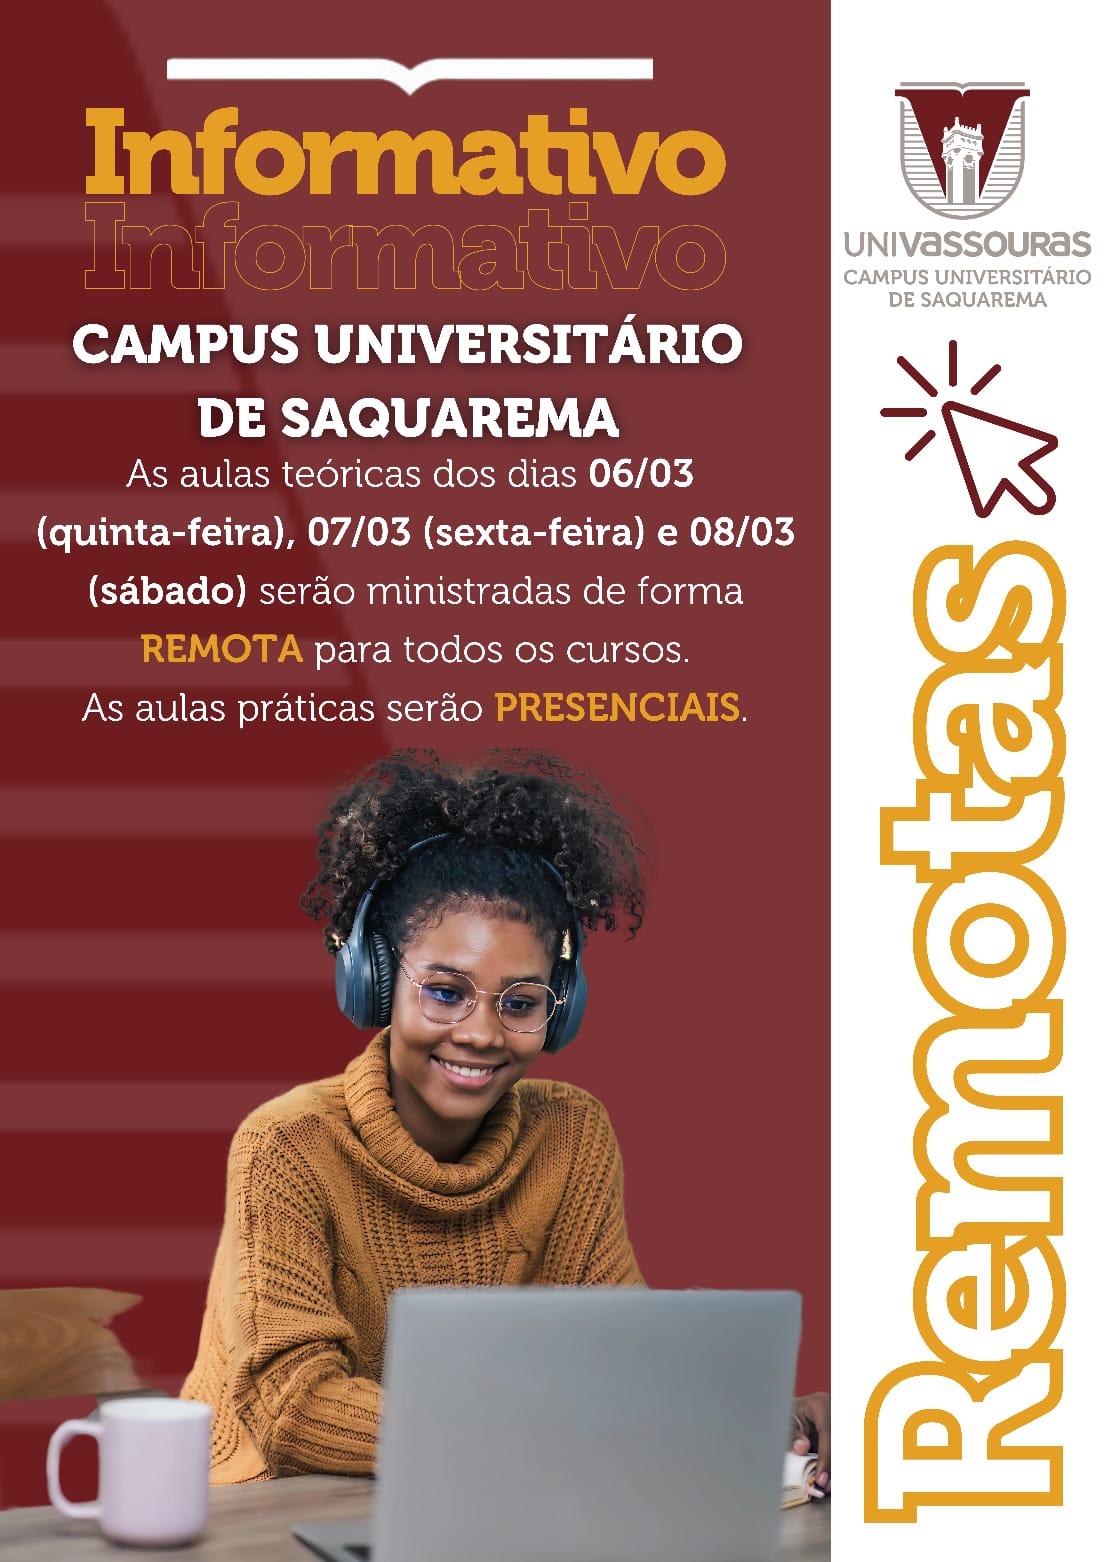 Informativo
Informativo
CAMPUS UNIVERSITÁRIO
DE SAQUAREMA
As aulas teóricas dos dias 06/03
(quinta-feira), 07/03 (sexta-feira) e 08/03
(sábado) serão ministradas de forma
REMOTA para todos os cursos.
As aulas práticas serão PRESENCIAIS.
UNIVASSOURAS
CAMPUS UNIVERSITÁRIO
DE SAQUAREMA
Remotas